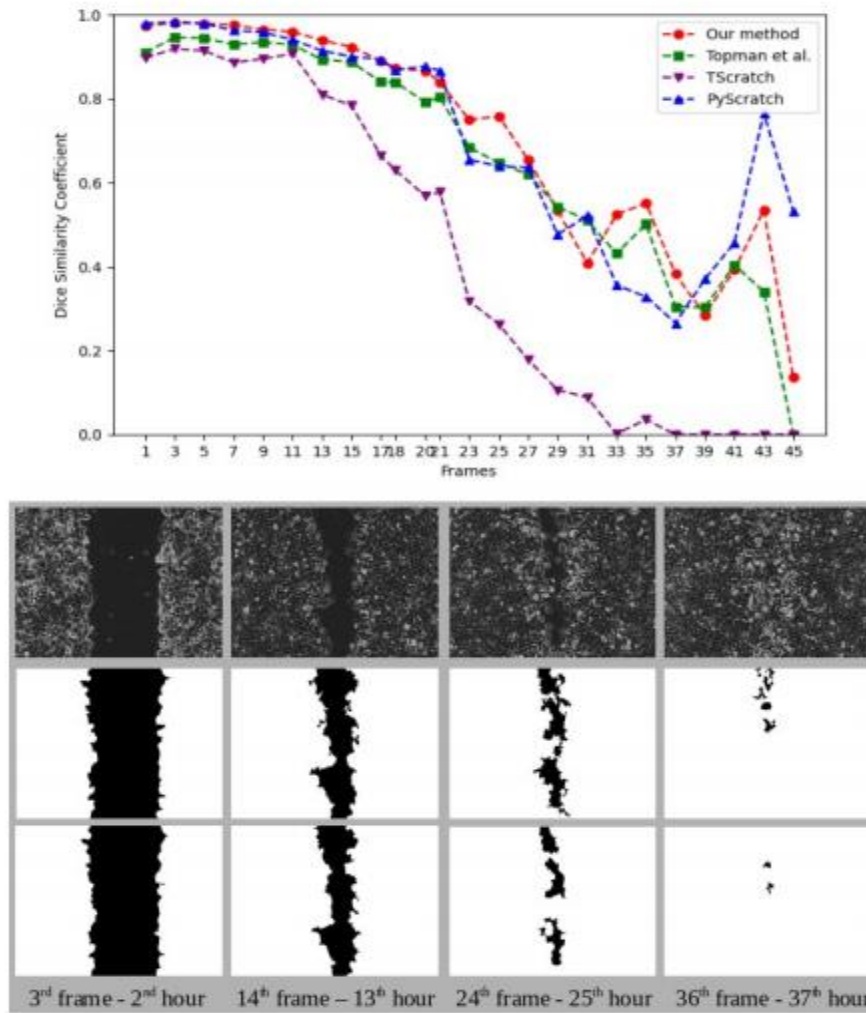 1.0
0.8
0.6
0.4
0.2
0.0
Dice Similarity Coefficient
Our method
Topman et al.
TScratch
PyScratch
1 3 5 7 9 11 13 15 17 18 20 21 23 25 27 29 31 33 35 37 39 41 43 45
Frames
3rd frame - 2nd hour
14th frame – 13th hour
24th frame - 25th hour
36th frame - 37th hour